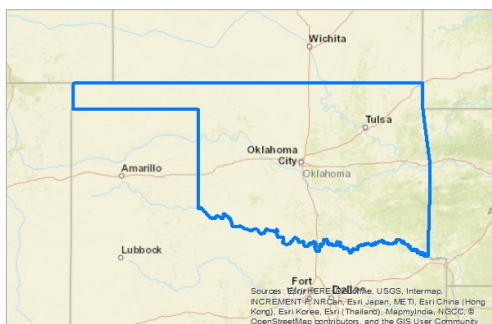 Wichita
Tulsa
Oklahoma
City
Oklahoma
Amarillo
Lubbock
Fort
Dallas
Sources: Esri, HERE, DeLorme, USGS, Intermap,
INCREMENT P, NRCan, Esri Japan, METI, Esri China (Hong
Kong), Esri Korea, Esri (Thailand), MapmyIndia, NGCC, ©
OpenStreetMap contributors, and the GIS User Community